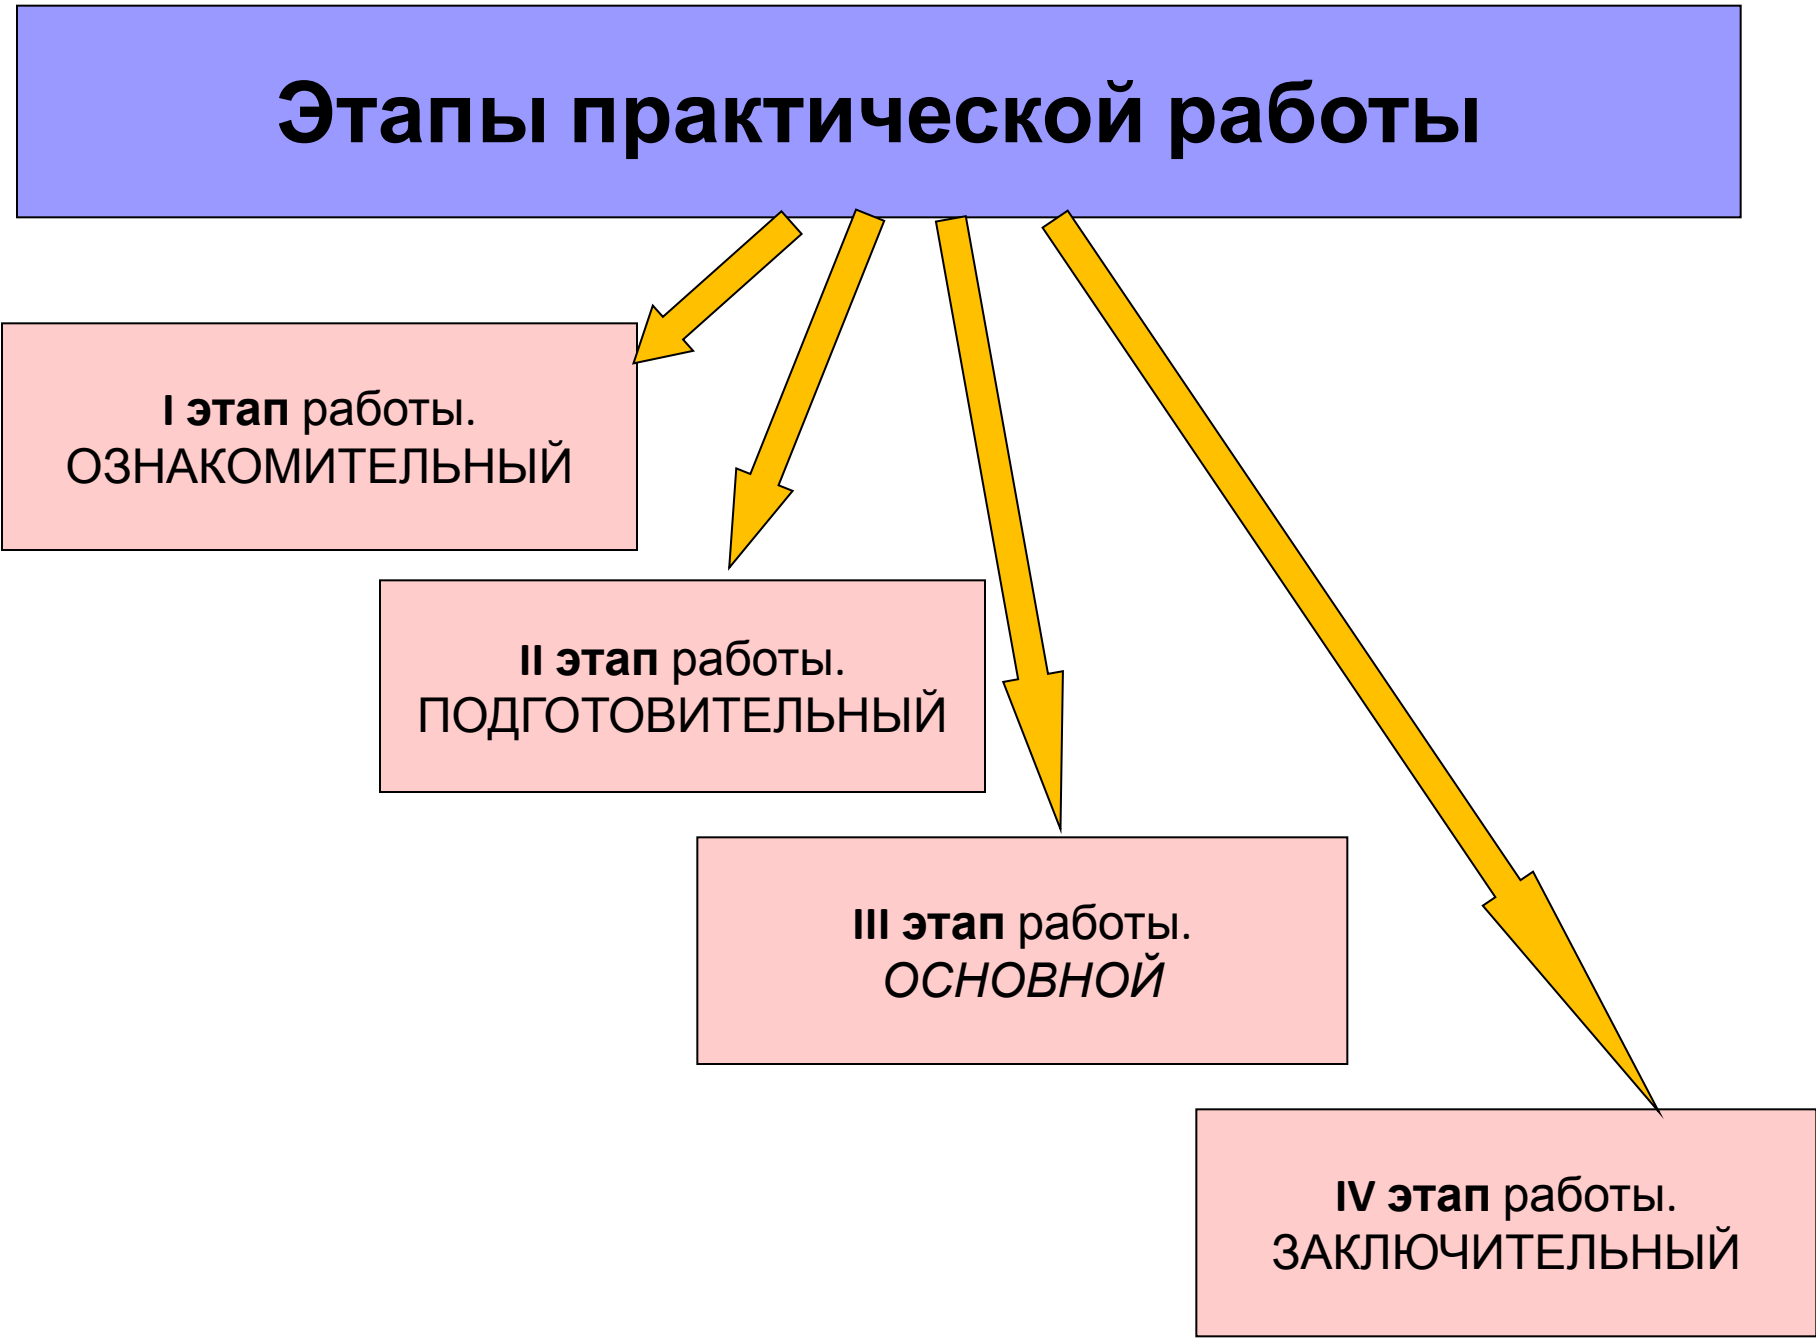 Этапы практической работы
I этап работы.
ОЗНАКОМИТЕЛЬНЫЙ
II этап работы.
ПОДГОТОВИТЕЛЬНЫЙ
III этап работы.
ОСНОВНОЙ
IV этап работы.
ЗАКЛЮЧИТЕЛЬНЫЙ